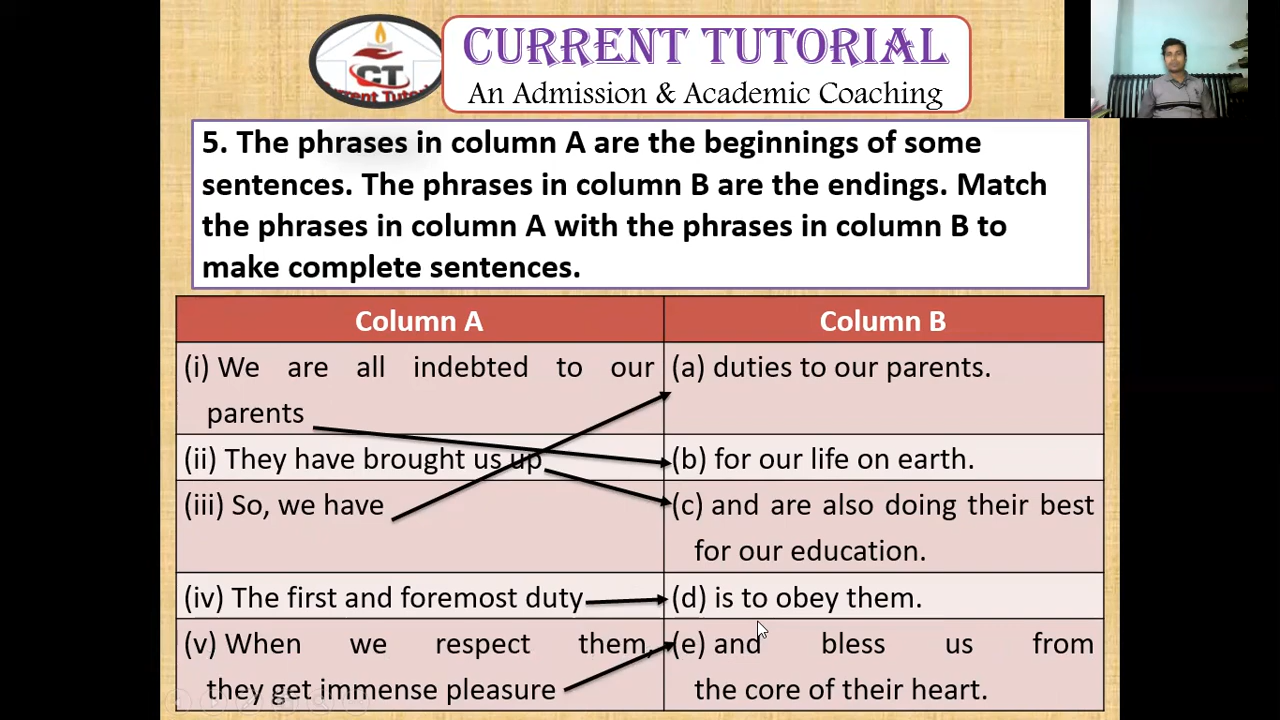 CT
CURRENT TUTORIAL
An Admission & Academic Coaching
5. The phrases in column A are the beginnings of some
sentences. The phrases in column B are the endings. Match
the phrases in column A with the phrases in column B to
make complete sentences.
Column A
Column B
(i) We are all indebted to our
parents
(a) duties to our parents.
(ii) They have brought us up
(b) for our life on earth.
(iii) So, we have
(c) and are also doing their best
for our education.
(iv) The first and foremost duty
(d) is to obey them.
(v) When we respect them,
they get immense pleasure
(e) and bless us from
the core of their heart.